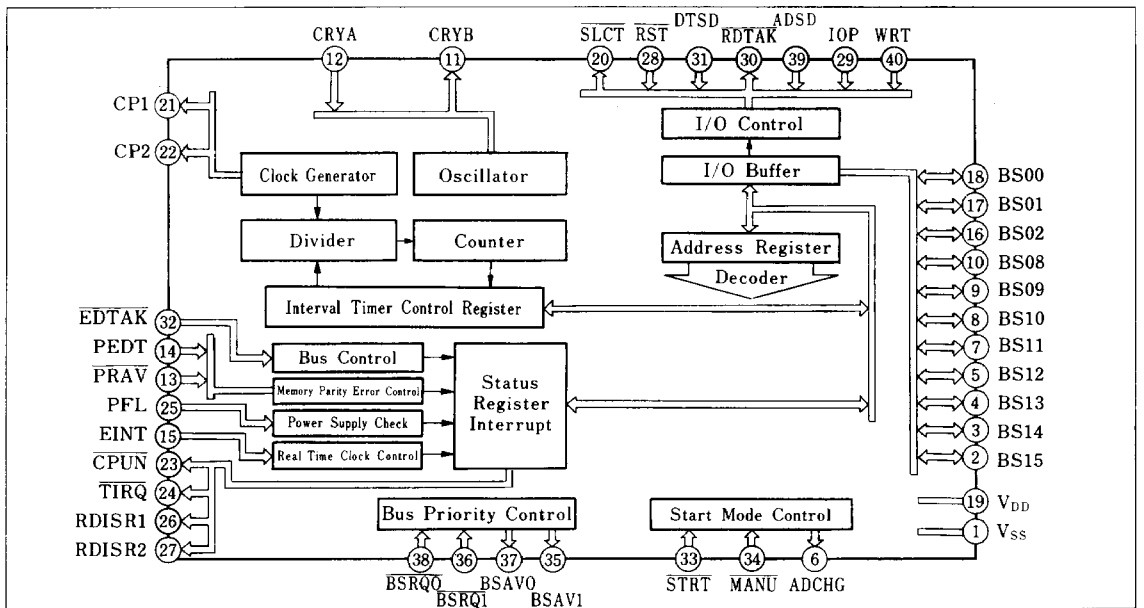 CRYA CRYB SLCT RST DTSD RDTAK ADSD IOP WRT
12 11 20 28 31 30 39 29 40
CP1 21
CP2 22
I/O Control
Clock Generator Oscillator I/O Buffer
18 BS00
17 BS01
16 BS02
10 BS08
9 BS09
8 BS10
7 BS11
5 BS12
4 BS13
3 BS14
2 BS15
19 VDD
1 VSS
Divider Counter Address Register
Decoder
Interval Timer Control Register
EDTAK 32
PEDT 14
PRAV 13
PFL 25
EINT 15
CPUN 23
TIRQ 24
RDISR1 26
RDISR2 27
Bus Control
Memory Parity Error Control
Power Supply Check
Real Time Clock Control
Status
Register
Interrupt
Bus Priority Control Start Mode Control
38 36 37 35 33 34 6
BSRQ0 BSRQ1 BSAV0 BSAV1 STRT MANU ADCHG